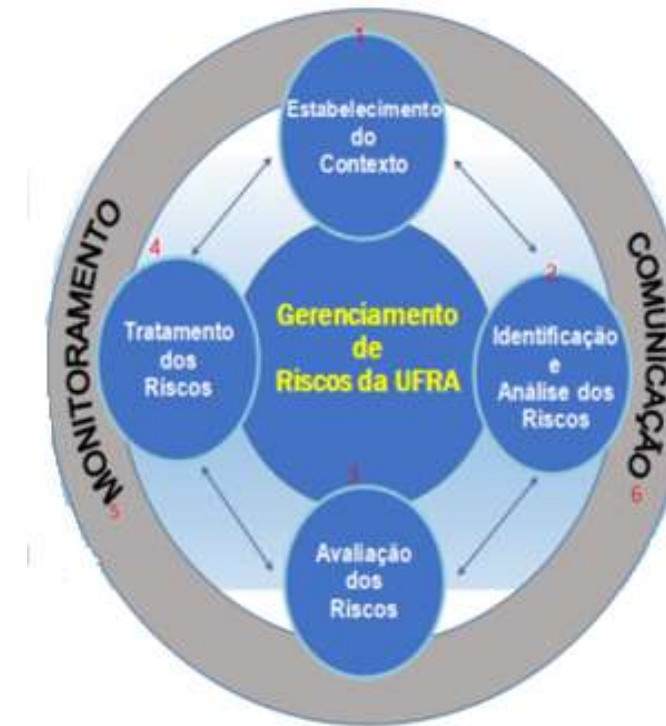 1
Estabelecimento
do
Contexto
2
Identificação
e
Análise dos
Riscos
3
Avaliação
dos
Riscos
4
Tratamento
dos
Riscos
Gerenciamento
de
Riscos da UFRA
MONITORAMENTO
5
COMUNICAÇÃO
6